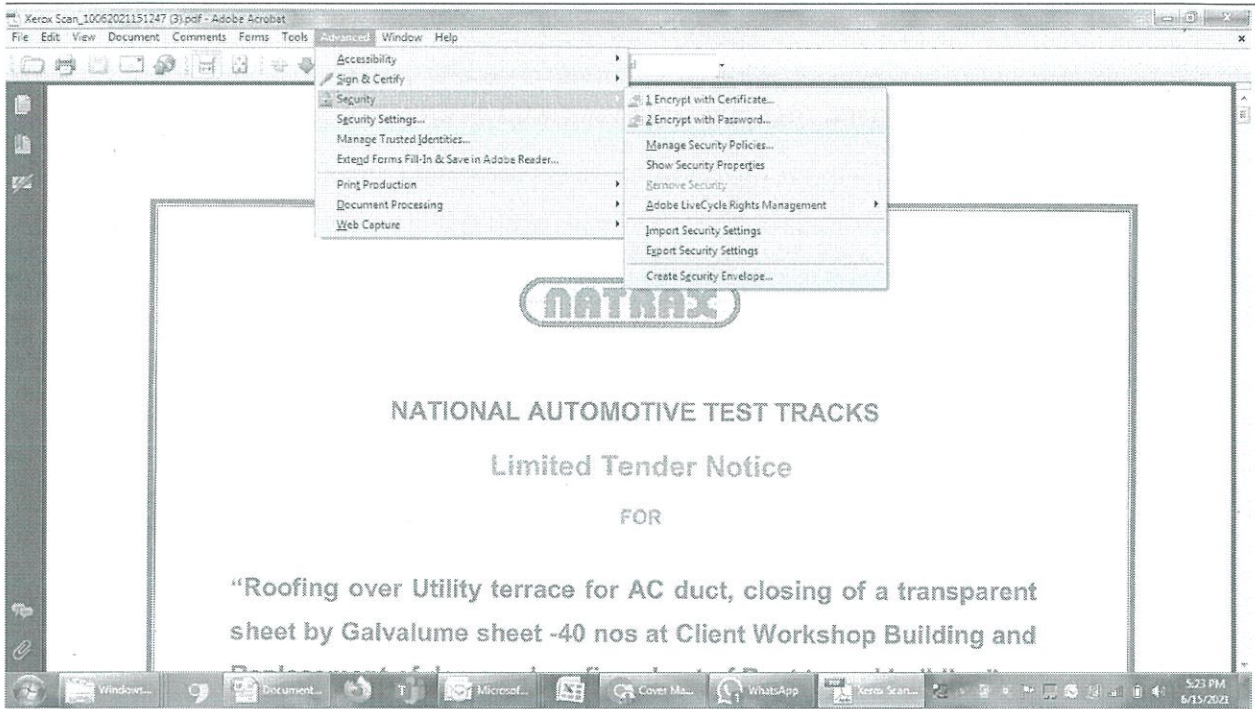 Xerox Scan_10062021151247 (3).pdf - Adobe Acrobat
File Edit View Document Comments Forms Tools Advanced Window Help
Accessibility
Sign & Certify
Security
Security Settings...
Manage Trusted Identities...
Extend Forms Fill-In & Save in Adobe Reader...
Print Production
Document Processing
Web Capture
1 Encrypt with Certificate...
2 Encrypt with Password...
Manage Security Policies...
Show Security Properties
Remove Security
Adobe LiveCycle Rights Management
Import Security Settings
Export Security Settings
Create Security Envelope...
NATRAX
NATIONAL AUTOMOTIVE TEST TRACKS
Limited Tender Notice
FOR
“Roofing over Utility terrace for AC duct, closing of a transparent
sheet by Galvalume sheet -40 nos at Client Workshop Building and
Windows... Document... Microsof... Cover Ma... WhatsApp Xerox Scan... 5:23 PM
6/15/2021